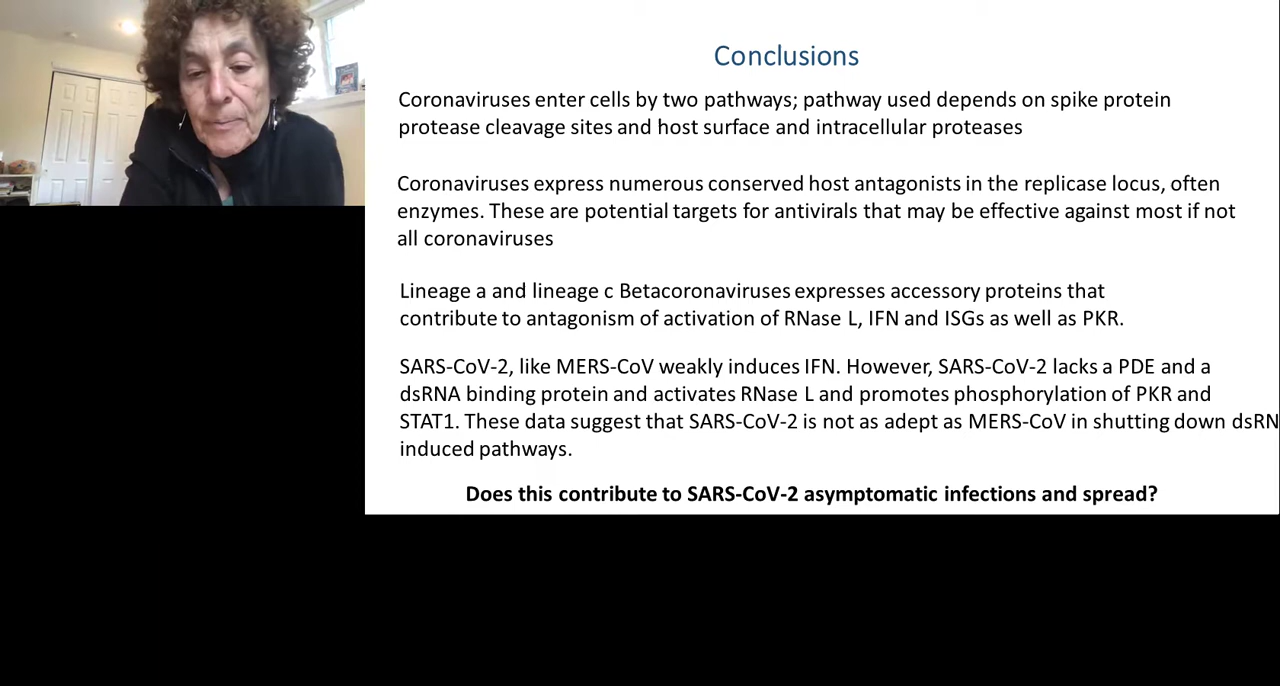 Conclusions
Coronaviruses enter cells by two pathways; pathway used depends on spike protein
protease cleavage sites and host surface and intracellular proteases
Coronaviruses express numerous conserved host antagonists in the replicase locus, often
enzymes. These are potential targets for antivirals that may be effective against most if not
all coronaviruses
Lineage a and lineage c Betacoronaviruses expresses accessory proteins that
contribute to antagonism of activation of RNase L, IFN and ISGs as well as PKR.
SARS-CoV-2, like MERS-CoV weakly induces IFN. However, SARS-CoV-2 lacks a PDE and a
dsRNA binding protein and activates RNase L and promotes phosphorylation of PKR and
STAT1. These data suggest that SARS-CoV-2 is not as adept as MERS-CoV in shutting down dsRN
induced pathways.
Does this contribute to SARS-CoV-2 asymptomatic infections and spread?